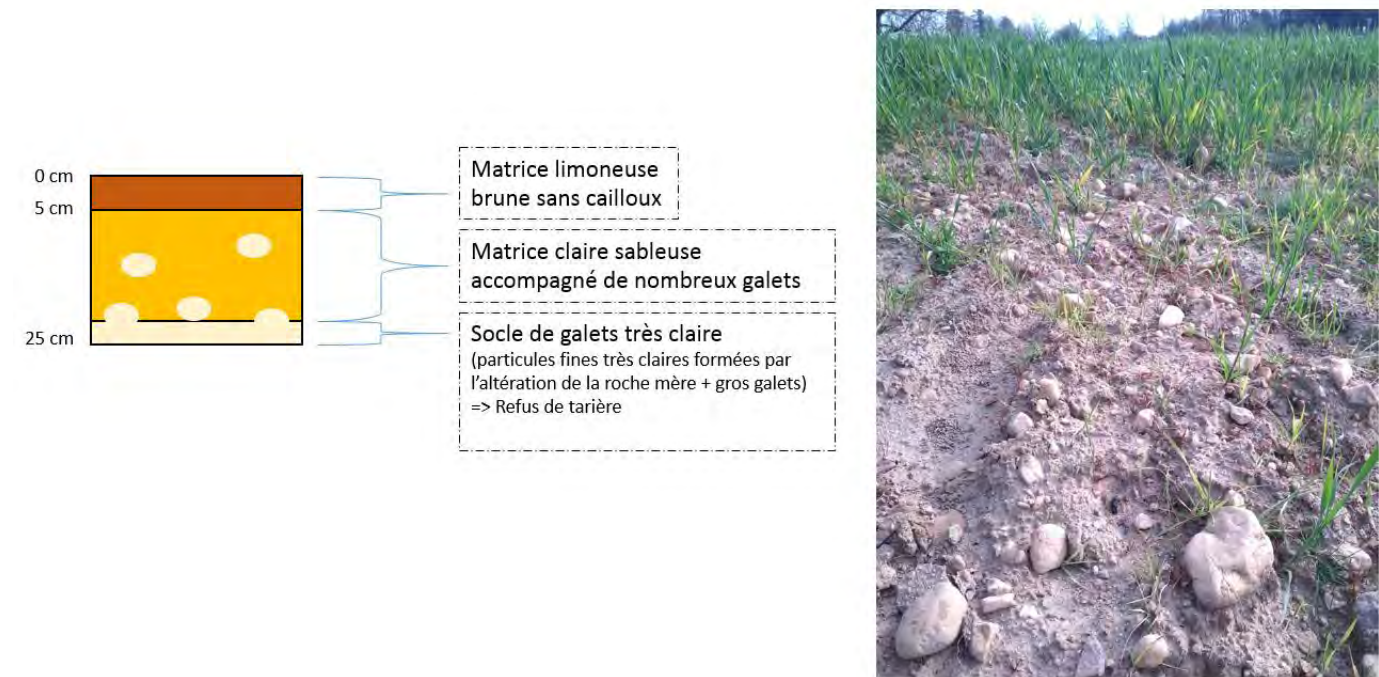 0 cm
5 cm
25 cm
Matrice limoneuse
brune sans cailloux
Matrice claire sableuse
accompagné de nombreux galets
Socle de galets très claire
(particules fines très claires formées par
l'altération de la roche mère + gros galets)
=> Refus de tarière